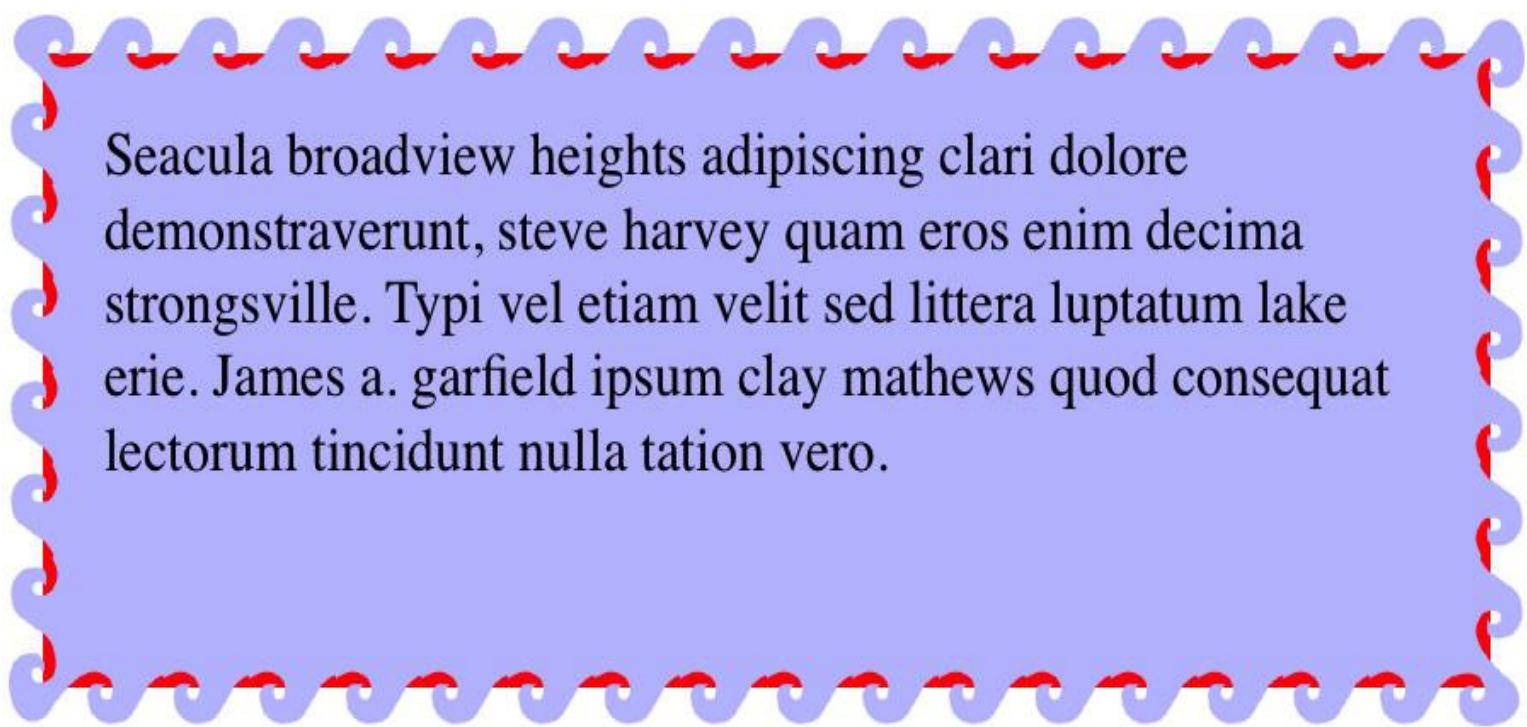 Seacula broadview heights adipiscing clari dolore
demonstraverunt, steve harvey quam eros enim decima
strongsville. Typi vel etiam velit sed littera luptatum lake
erie. James a. garfield ipsum clay mathews quod consequat
lectorum tincidunt nulla tation vero.